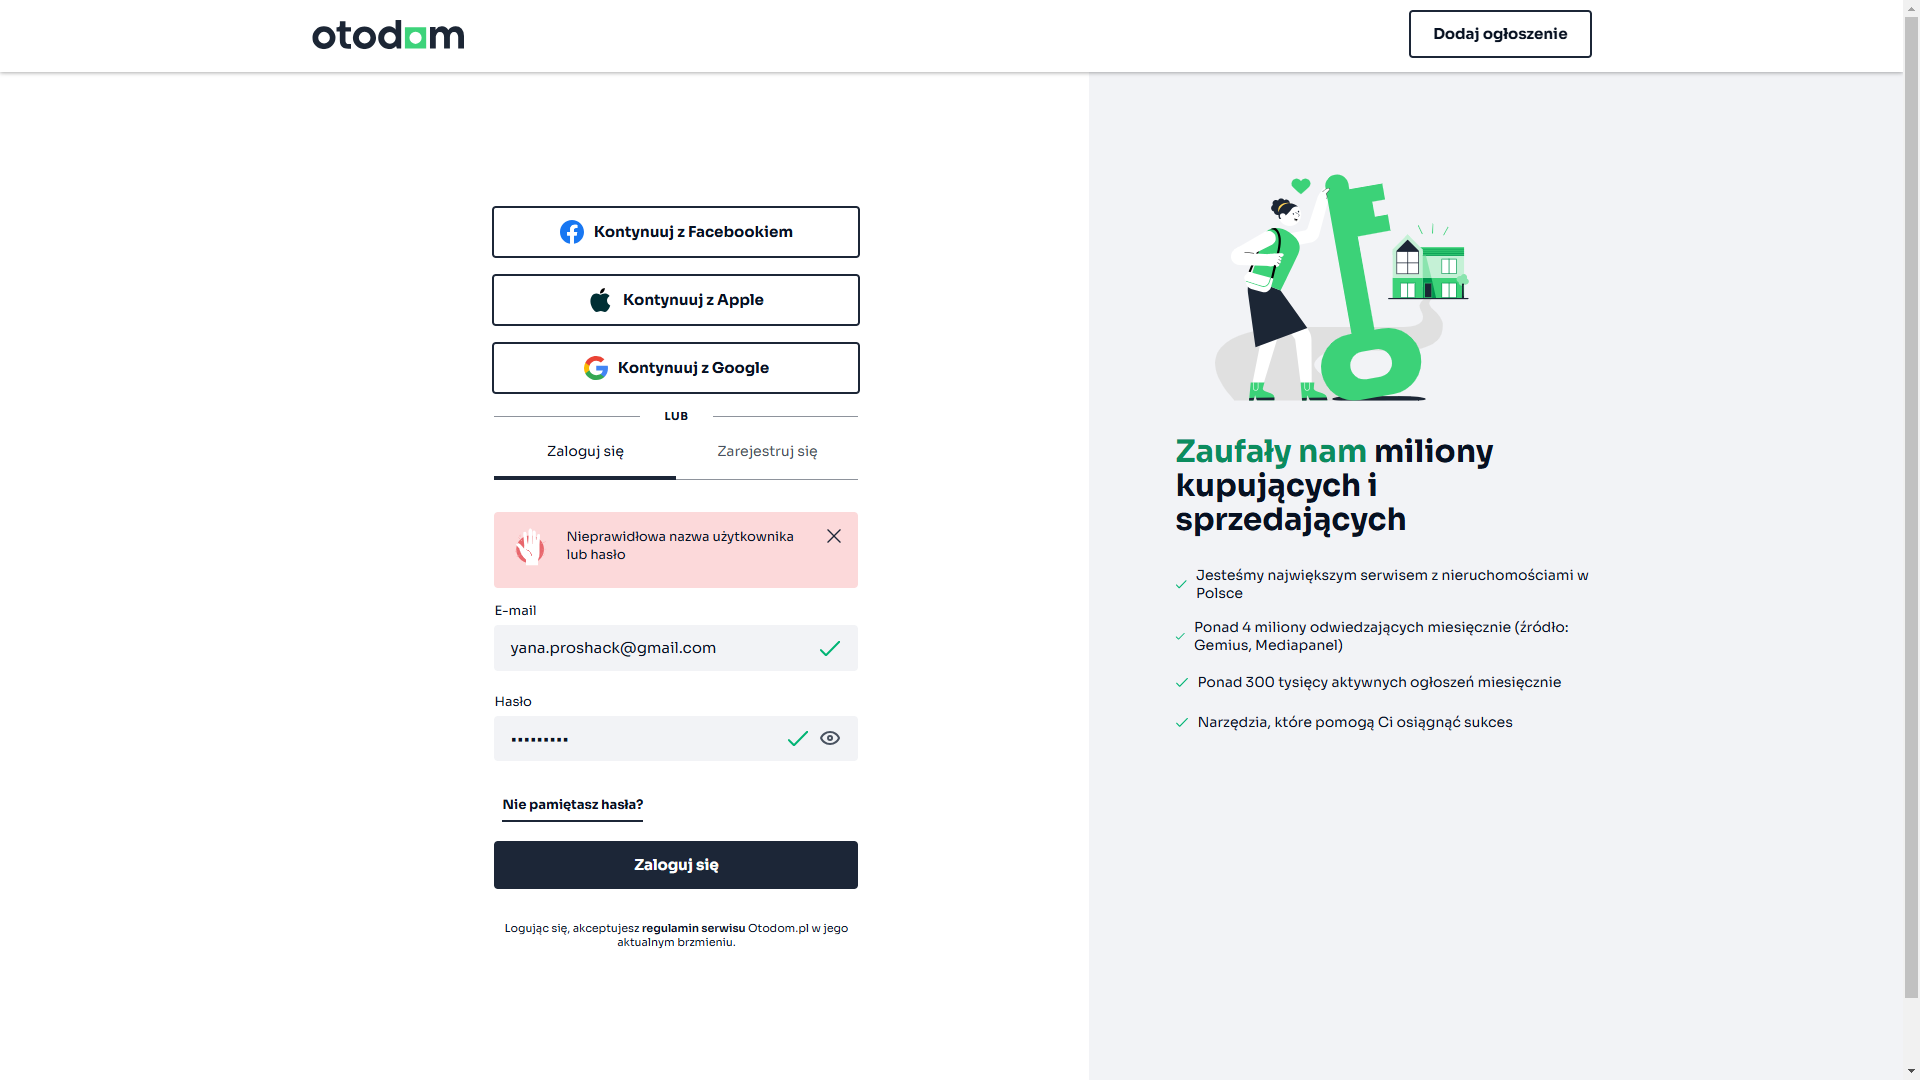 otodom
Dodaj ogłoszenie
Kontynuuj z Facebookiem
Kontynuuj z Apple
Kontynuuj z Google
LUB
Zaloguj się
Zarejestruj się
Nieprawidłowa nazwa użytkownika
lub hasło
E-mail
yana.proshack@gmail.com
Hasło
•••••••••
Nie pamiętasz hasła?
Zaloguj się
Logując się, akceptujesz regulamin serwisu Otodom.pl w jego
aktualnym brzmieniu.
Zaufały nam miliony
kupujących i
sprzedających
Jesteśmy największym serwisem z nieruchomościami w
Polsce
Ponad 4 miliony odwiedzających miesięcznie (źródło:
Gemius, Mediapanel)
Ponad 300 tysięcy aktywnych ogłoszeń miesięcznie
Narzędzia, które pomogą Ci osiągnąć sukces